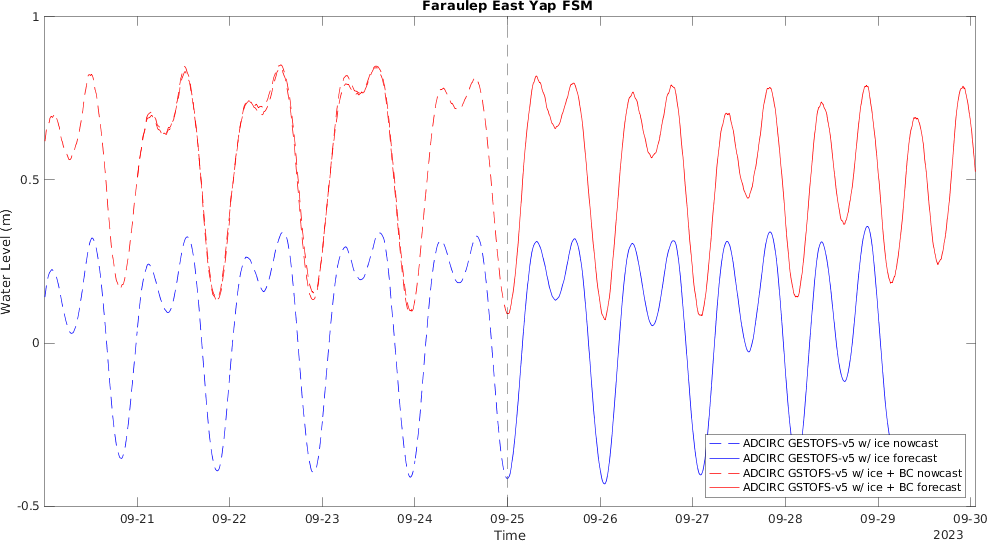 Faraulep East Yap FSM
1
0.5
0
-0.5
Water Level (m)
ADCIRC GESTOFS-v5 w/ ice nowcast
ADCIRC GESTOFS-v5 w/ ice forecast
ADCIRC GSTOFS-v5 w/ ice + BC nowcast
ADCIRC GSTOFS-v5 w/ ice + BC forecast
09-21 09-22 09-23 09-24 09-25 09-26 09-27 09-28 09-29 09-30
Time
2023